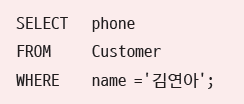 SELECT phone
FROM Customer
WHERE name ='김연아';